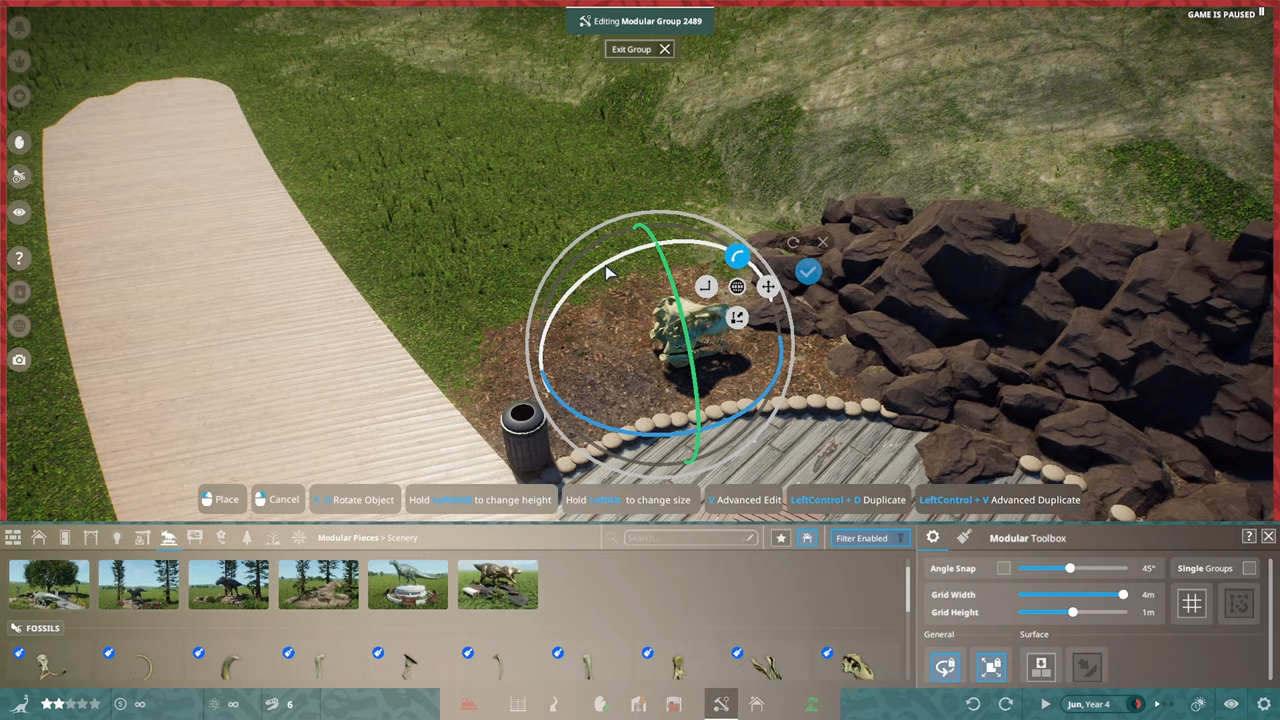 Editing Modular Group 2489
Exit Group
GAME IS PAUSED
Place
Cancel
Rotate Object
Hold LeftShift to change height
Hold LeftAlt to change size
V Advanced Edit
LeftControl + D Duplicate
LeftControl + V Advanced Duplicate
Modular Pieces > Scenery
Search...
Filter Enabled
Modular Toolbox
?
Angle Snap
45°
Single Groups
Grid Width
4m
Grid Height
1m
General
Surface
FOSSILS
6
Jun, Year 4